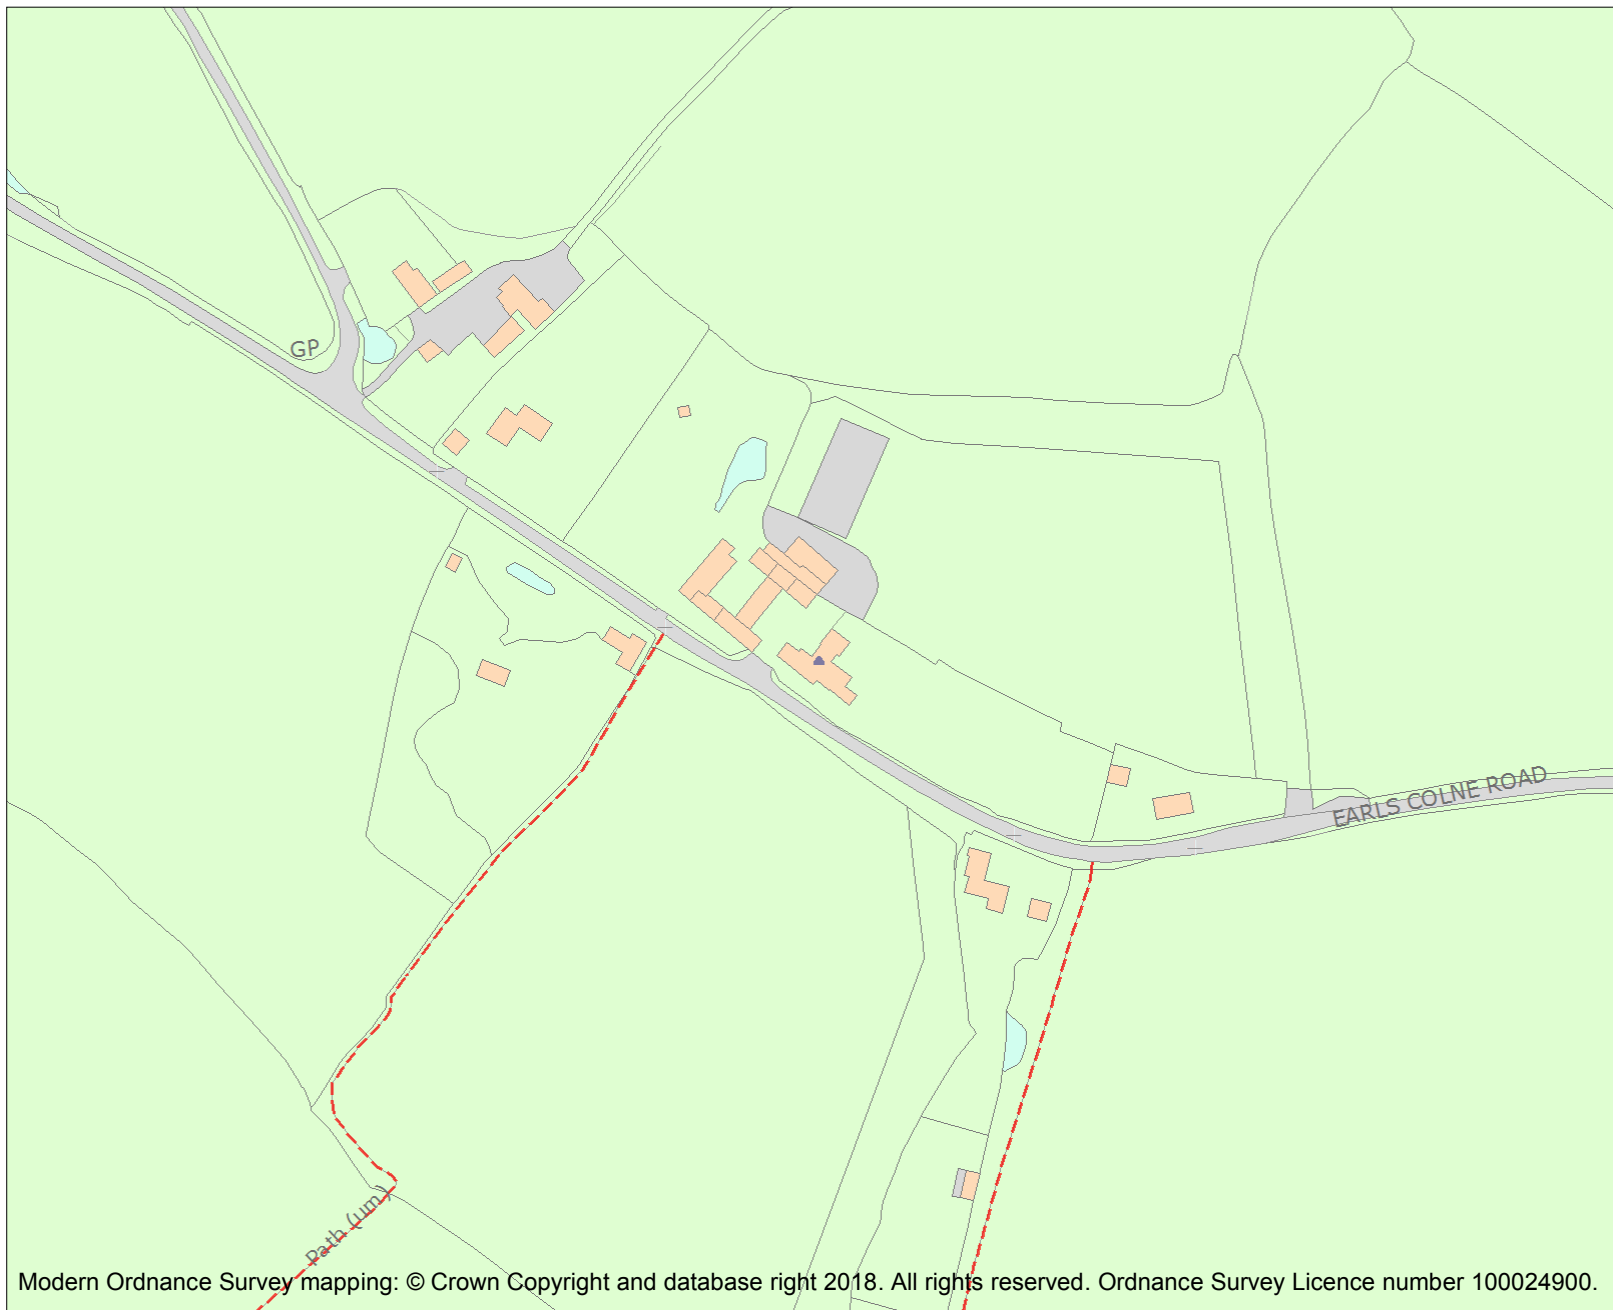 GP
EARLS COLNE ROAD
Path (um)
Modern Ordnance Survey mapping: © Crown Copyright and database right 2018. All rights reserved. Ordnance Survey Licence number 100024900.